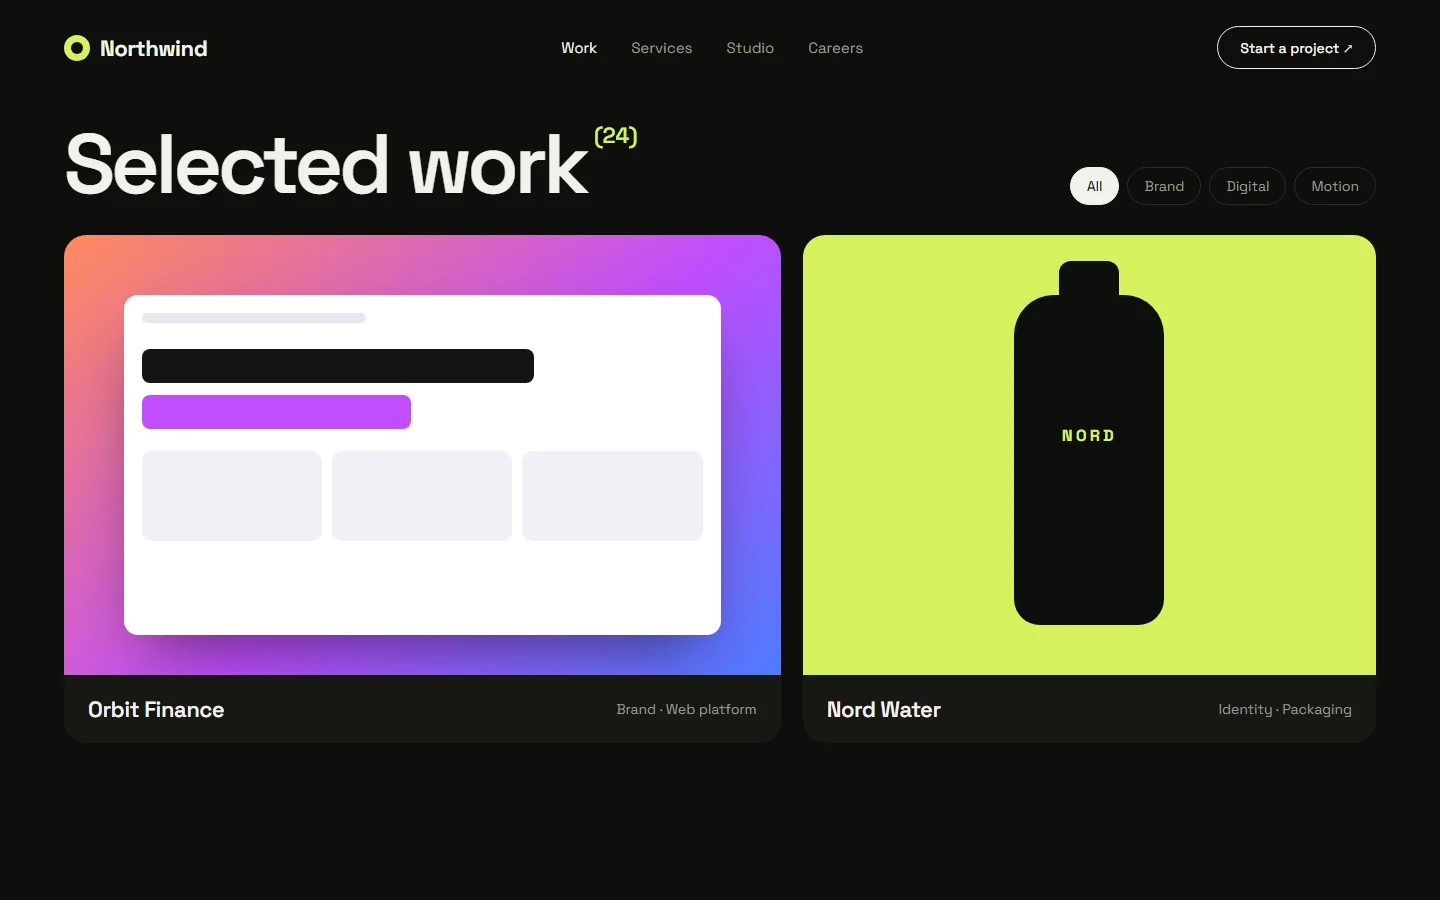 Northwind
Work Services Studio Careers
Start a project ↗
Selected work (24)
All Brand Digital Motion
NORD
Orbit Finance
Brand · Web platform
Nord Water
Identity · Packaging